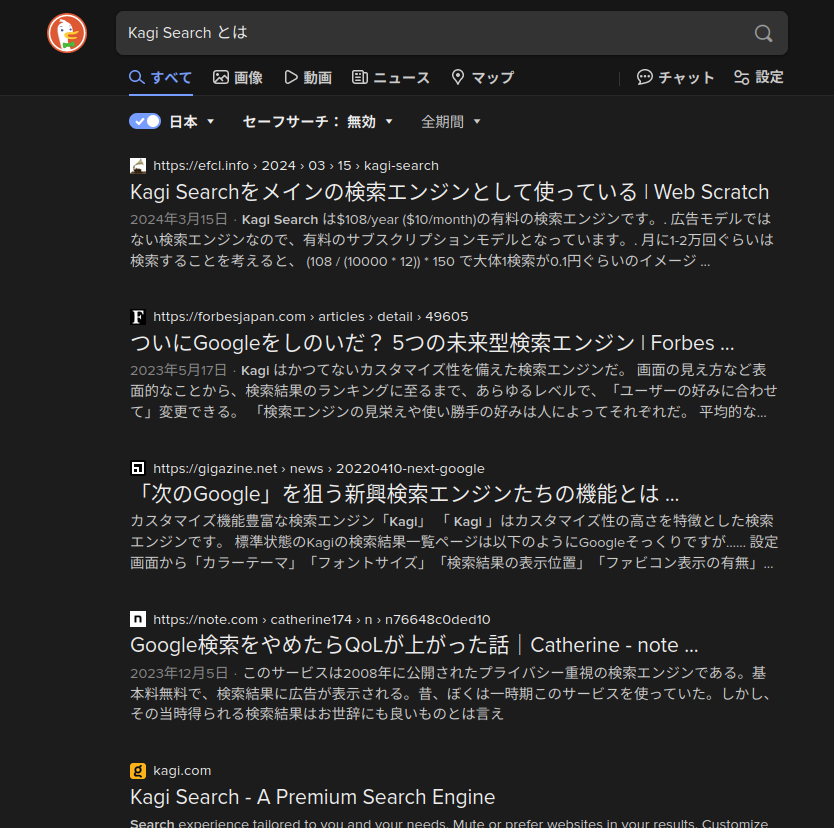 Kagi Search とは
すべて 画像 動画 ニュース マップ チャット 設定
日本 セーフサーチ： 無効 全期間
https://efcl.info › 2024 › 03 › 15 › kagi-search
Kagi Searchをメインの検索エンジンとして使っている | Web Scratch
2024年3月15日 · Kagi Search は$108/year ($10/month)の有料の検索エンジンです。. 広告モデルでは
ない検索エンジンなので、有料のサブスクリプションモデルとなっています。. 月に1-2万回ぐらいは
検索することを考えると、 (108 / (10000 * 12)) * 150 で大体1検索が0.1円ぐらいのイメージ ...
https://forbesjapan.com › articles › detail › 49605
ついにGoogleをしのいだ？ 5つの未来型検索エンジン | Forbes ...
2023年5月17日 · Kagi はかつてないカスタマイズ性を備えた検索エンジンだ。 画面の見え方など表
面的なことから、検索結果のランキングに至るまで、あらゆるレベルで、「ユーザーの好みに合わせ
て」変更できる。 「検索エンジンの見栄えや使い勝手の好みは人によってそれぞれだ。 平均的な...
https://gigazine.net › news › 20220410-next-google
「次のGoogle」を狙う新興検索エンジンたちの機能とは ...
カスタマイズ機能豊富な検索エンジン「Kagi」 「 Kagi 」はカスタマイズ性の高さを特徴とした検索
エンジンです。 標準状態のKagiの検索結果一覧ページは以下のようにGoogleそっくりですが…… 設定
画面から「カラーテーマ」「フォントサイズ」「検索結果の表示位置」「ファビコン表示の有無」...
https://note.com › catherine174 › n › n76648c0ded10
Google検索をやめたらQoLが上がった話｜Catherine - note ...
2023年12月5日 · このサービスは2008年に公開されたプライバシー重視の検索エンジンである。基
本料無料で、検索結果に広告が表示される。昔、ぼくは一時期このサービスを使っていた。しかし、
その当時得られる検索結果はお世辞にも良いものとは言え
kagi.com
Kagi Search - A Premium Search Engine
Search experience tailored to you and your needs. Mute or prefer websites in your results. Customize